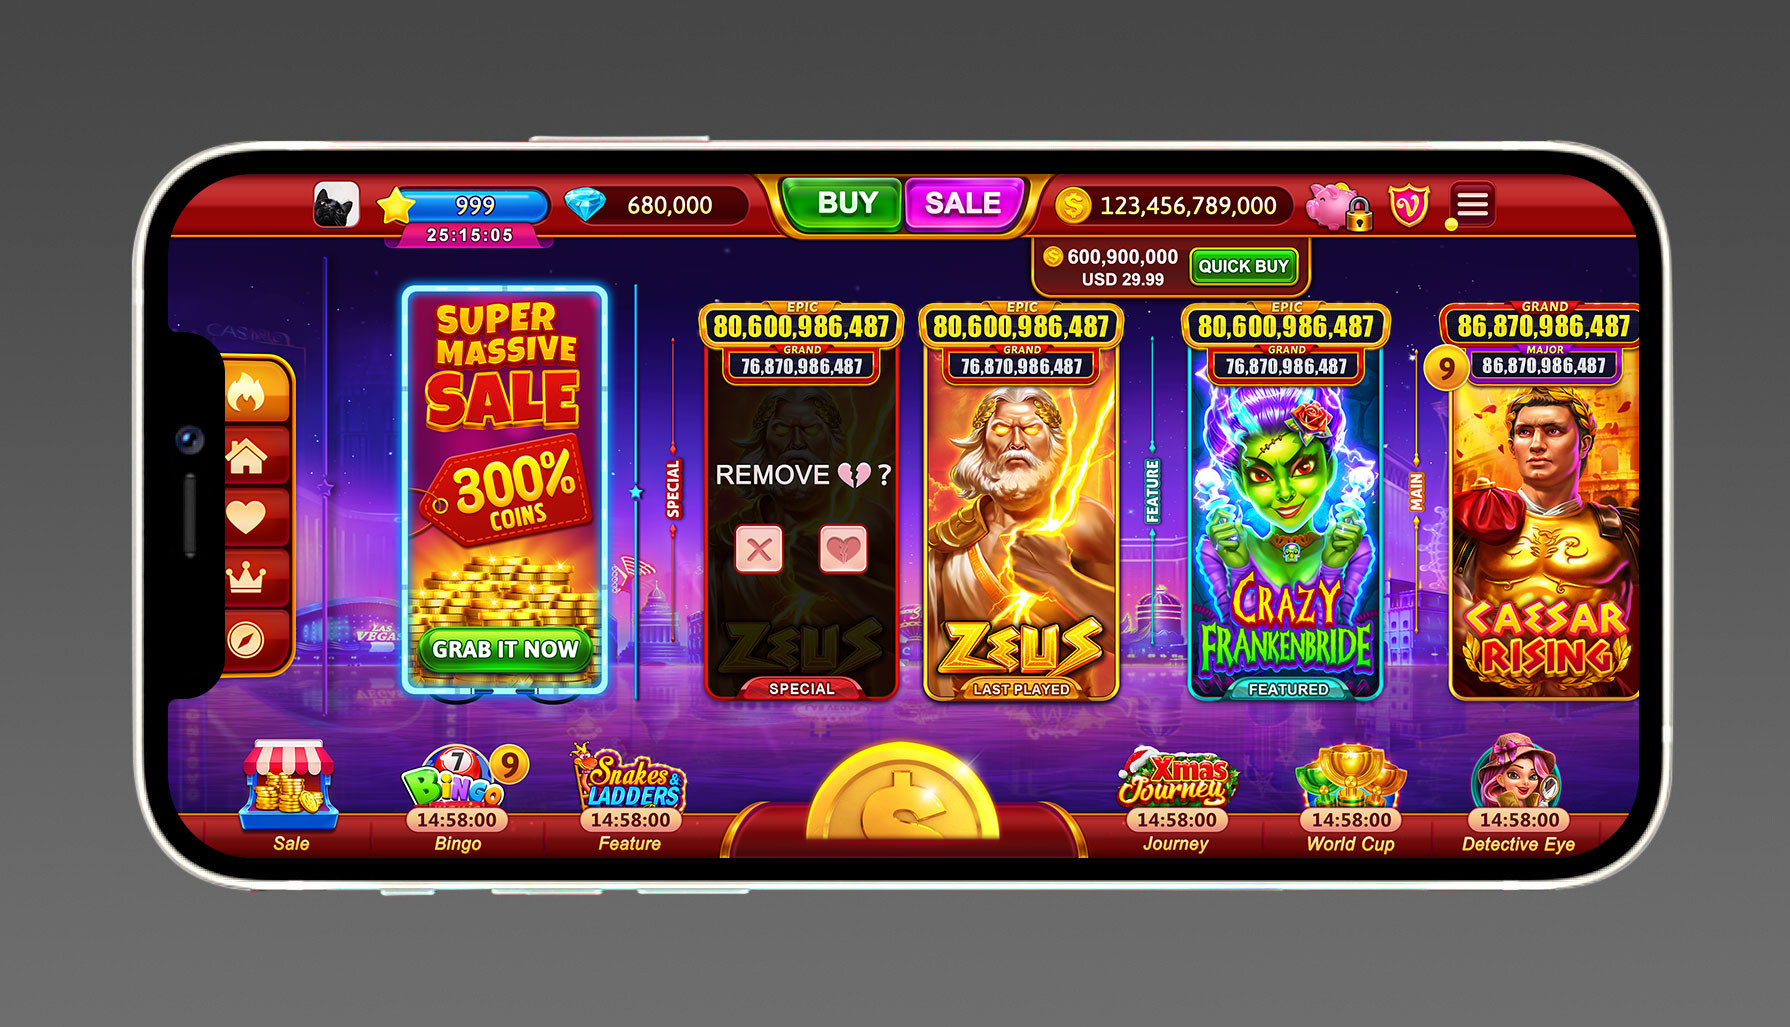 999
25:15:05
680,000
BUY
SALE
123,456,789,000
600,900,000
USD 29.99
QUICK BUY
SUPER
MASSIVE
SALE
300%
COINS
GRAB IT NOW
LAS
VEGAS
SPECIAL
EPIC
80,600,986,487
GRAND
76,870,986,487
REMOVE ?
ZEUS
SPECIAL
EPIC
80,600,986,487
GRAND
76,870,986,487
ZEUS
LAST PLAYED
FEATURE
EPIC
80,600,986,487
GRAND
76,870,986,487
CRAZY
FRANKENBRIDE
FEATURED
MAIN
GRAND
86,870,986,487
MAJOR
86,870,986,487
9
CAESAR
RISING
14:58:00
Sale
7
9
BINGO
14:58:00
Bingo
Snakes &
LADDERS
14:58:00
Feature
$
Xmas
Journey
14:58:00
Journey
14:58:00
World Cup
14:58:00
Detective Eye